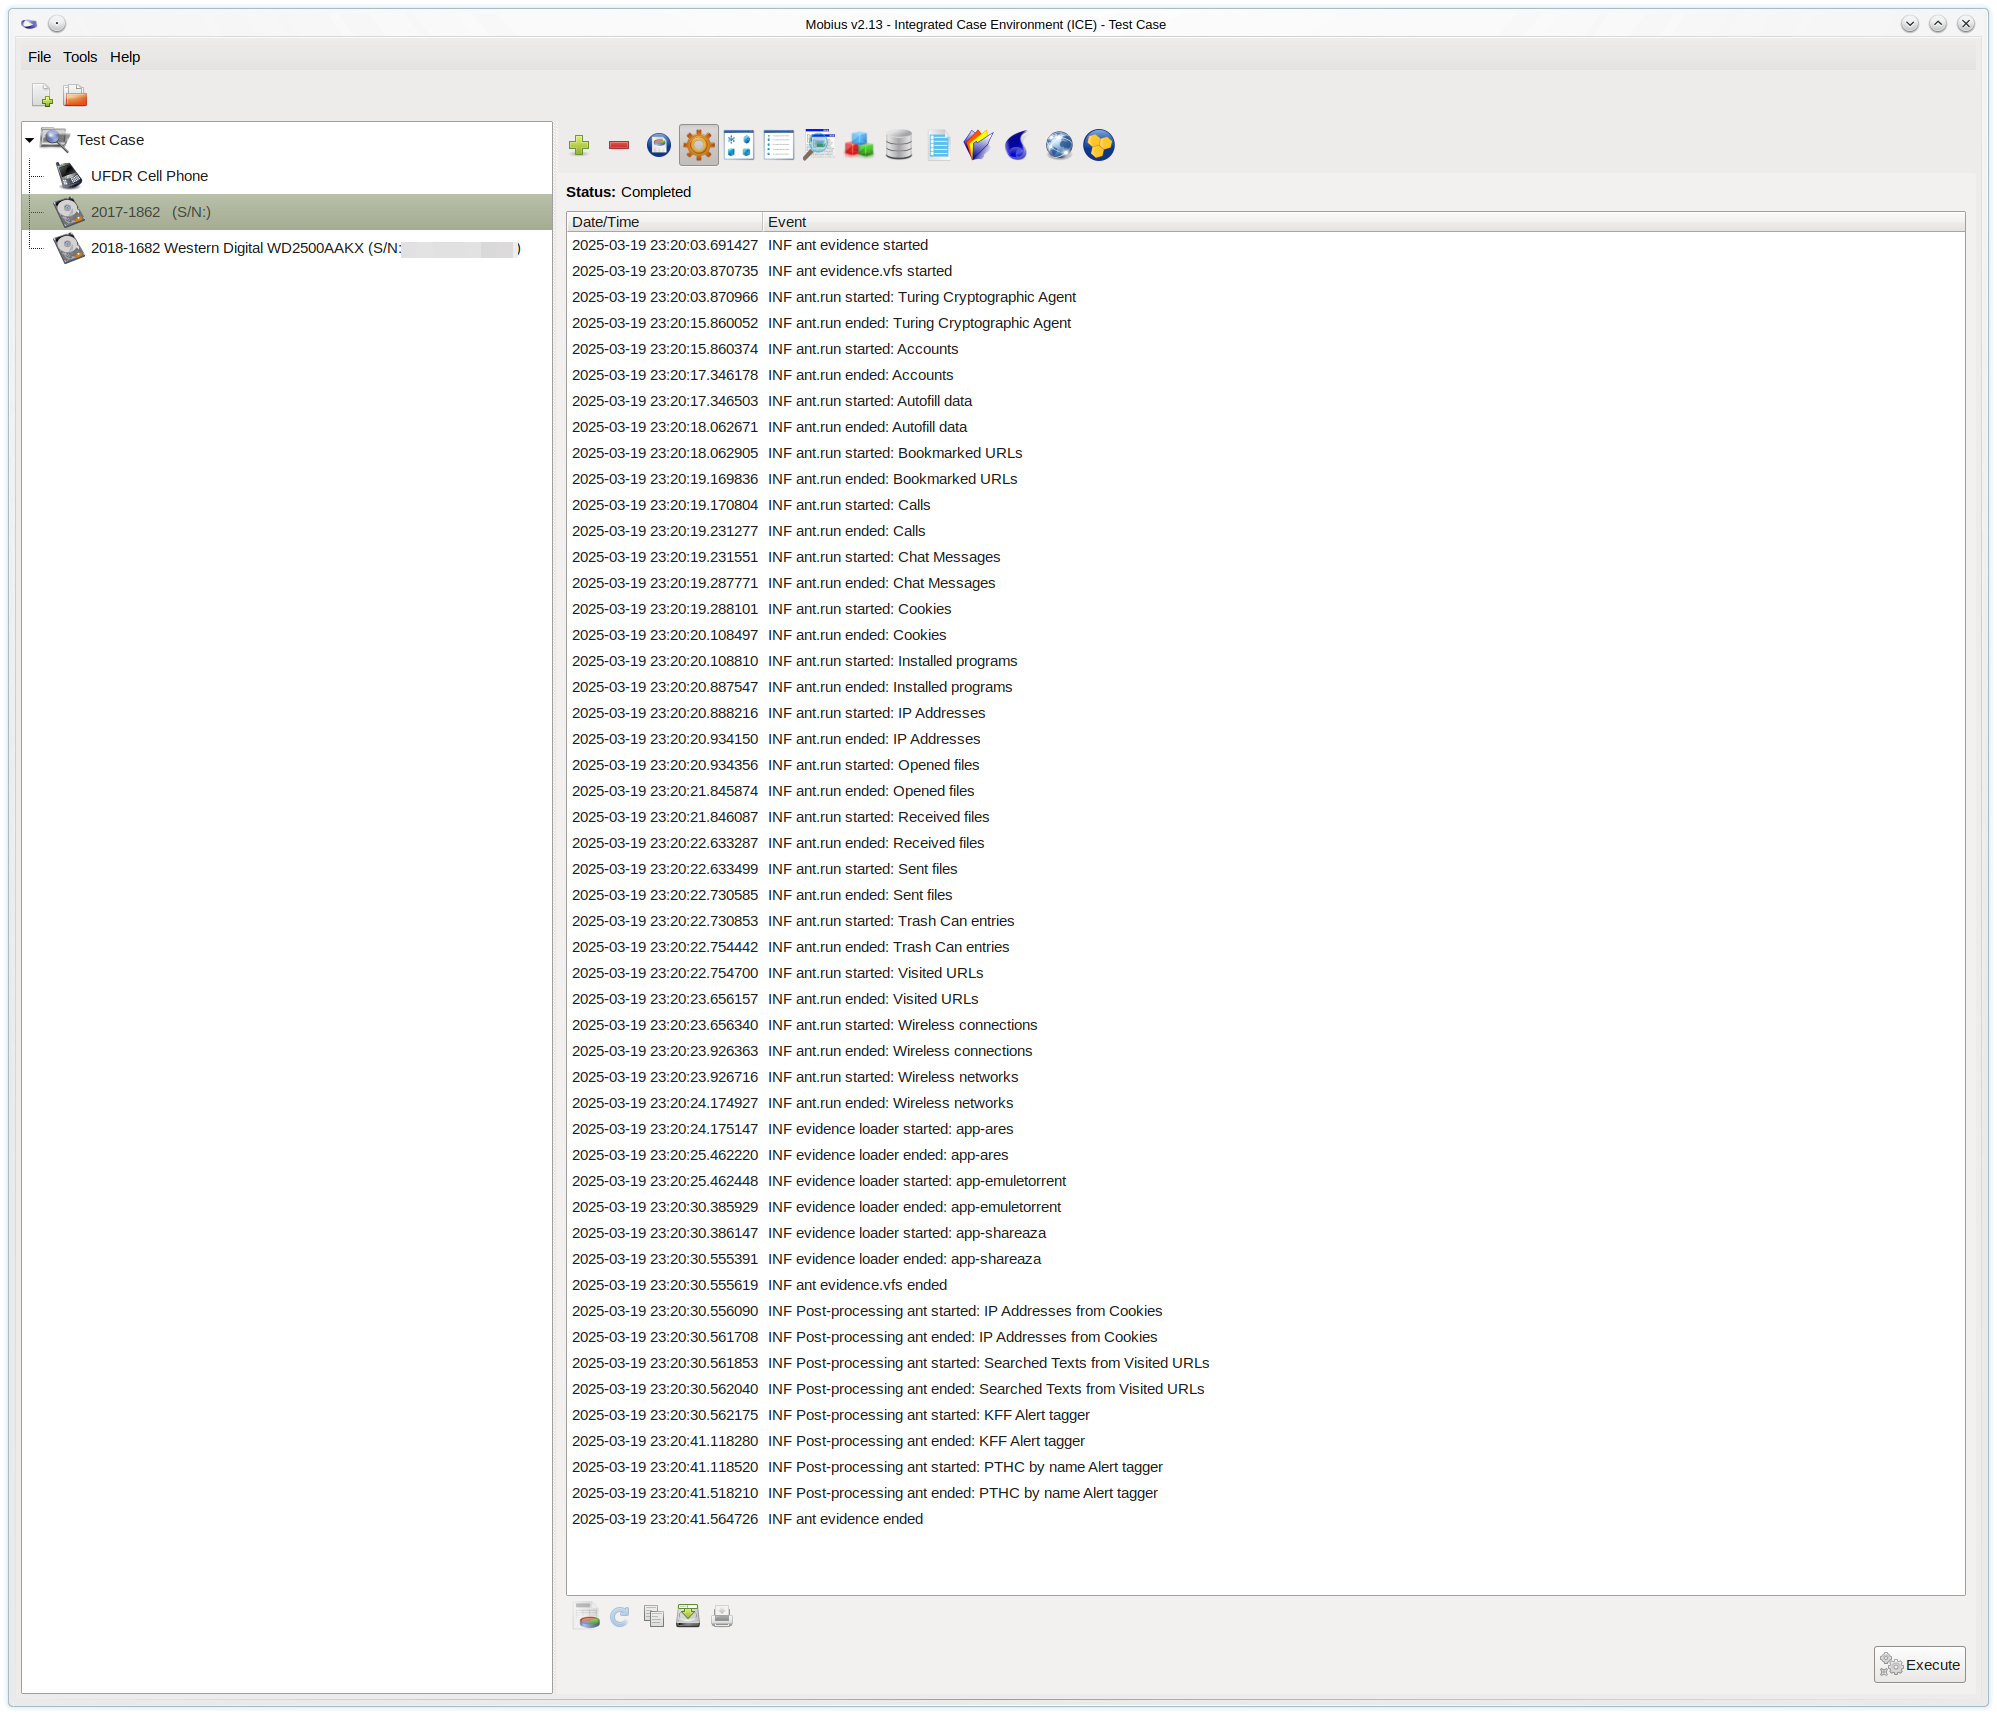 Mobius v2.13 - Integrated Case Environment (ICE) - Test Case
File Tools Help
Test Case
UFDR Cell Phone
2017-1862 (S/N:)
2018-1682 Western Digital WD2500AAKX (S/N: )
Status: Completed
Date/Time Event
2025-03-19 23:20:03.691427 INF ant evidence started
2025-03-19 23:20:03.870735 INF ant evidence.vfs started
2025-03-19 23:20:03.870966 INF ant.run started: Turing Cryptographic Agent
2025-03-19 23:20:15.860052 INF ant.run ended: Turing Cryptographic Agent
2025-03-19 23:20:15.860374 INF ant.run started: Accounts
2025-03-19 23:20:17.346178 INF ant.run ended: Accounts
2025-03-19 23:20:17.346503 INF ant.run started: Autofill data
2025-03-19 23:20:18.062671 INF ant.run ended: Autofill data
2025-03-19 23:20:18.062905 INF ant.run started: Bookmarked URLs
2025-03-19 23:20:19.169836 INF ant.run ended: Bookmarked URLs
2025-03-19 23:20:19.170804 INF ant.run started: Calls
2025-03-19 23:20:19.231277 INF ant.run ended: Calls
2025-03-19 23:20:19.231551 INF ant.run started: Chat Messages
2025-03-19 23:20:19.287771 INF ant.run ended: Chat Messages
2025-03-19 23:20:19.288101 INF ant.run started: Cookies
2025-03-19 23:20:20.108497 INF ant.run ended: Cookies
2025-03-19 23:20:20.108810 INF ant.run started: Installed programs
2025-03-19 23:20:20.887547 INF ant.run ended: Installed programs
2025-03-19 23:20:20.888216 INF ant.run started: IP Addresses
2025-03-19 23:20:20.934150 INF ant.run ended: IP Addresses
2025-03-19 23:20:20.934356 INF ant.run started: Opened files
2025-03-19 23:20:21.845874 INF ant.run ended: Opened files
2025-03-19 23:20:21.846087 INF ant.run started: Received files
2025-03-19 23:20:22.633287 INF ant.run ended: Received files
2025-03-19 23:20:22.633499 INF ant.run started: Sent files
2025-03-19 23:20:22.730585 INF ant.run ended: Sent files
2025-03-19 23:20:22.730853 INF ant.run started: Trash Can entries
2025-03-19 23:20:22.754442 INF ant.run ended: Trash Can entries
2025-03-19 23:20:22.754700 INF ant.run started: Visited URLs
2025-03-19 23:20:23.656157 INF ant.run ended: Visited URLs
2025-03-19 23:20:23.656340 INF ant.run started: Wireless connections
2025-03-19 23:20:23.926363 INF ant.run ended: Wireless connections
2025-03-19 23:20:23.926716 INF ant.run started: Wireless networks
2025-03-19 23:20:24.174927 INF ant.run ended: Wireless networks
2025-03-19 23:20:24.175147 INF evidence loader started: app-ares
2025-03-19 23:20:25.462220 INF evidence loader ended: app-ares
2025-03-19 23:20:25.462448 INF evidence loader started: app-emuletorrent
2025-03-19 23:20:30.385929 INF evidence loader ended: app-emuletorrent
2025-03-19 23:20:30.386147 INF evidence loader started: app-shareaza
2025-03-19 23:20:30.555391 INF evidence loader ended: app-shareaza
2025-03-19 23:20:30.555619 INF ant evidence.vfs ended
2025-03-19 23:20:30.556090 INF Post-processing ant started: IP Addresses from Cookies
2025-03-19 23:20:30.561708 INF Post-processing ant ended: IP Addresses from Cookies
2025-03-19 23:20:30.561853 INF Post-processing ant started: Searched Texts from Visited URLs
2025-03-19 23:20:30.562040 INF Post-processing ant ended: Searched Texts from Visited URLs
2025-03-19 23:20:30.562175 INF Post-processing ant started: KFF Alert tagger
2025-03-19 23:20:41.118280 INF Post-processing ant ended: KFF Alert tagger
2025-03-19 23:20:41.118520 INF Post-processing ant started: PTHC by name Alert tagger
2025-03-19 23:20:41.518210 INF Post-processing ant ended: PTHC by name Alert tagger
2025-03-19 23:20:41.564726 INF ant evidence ended
Execute